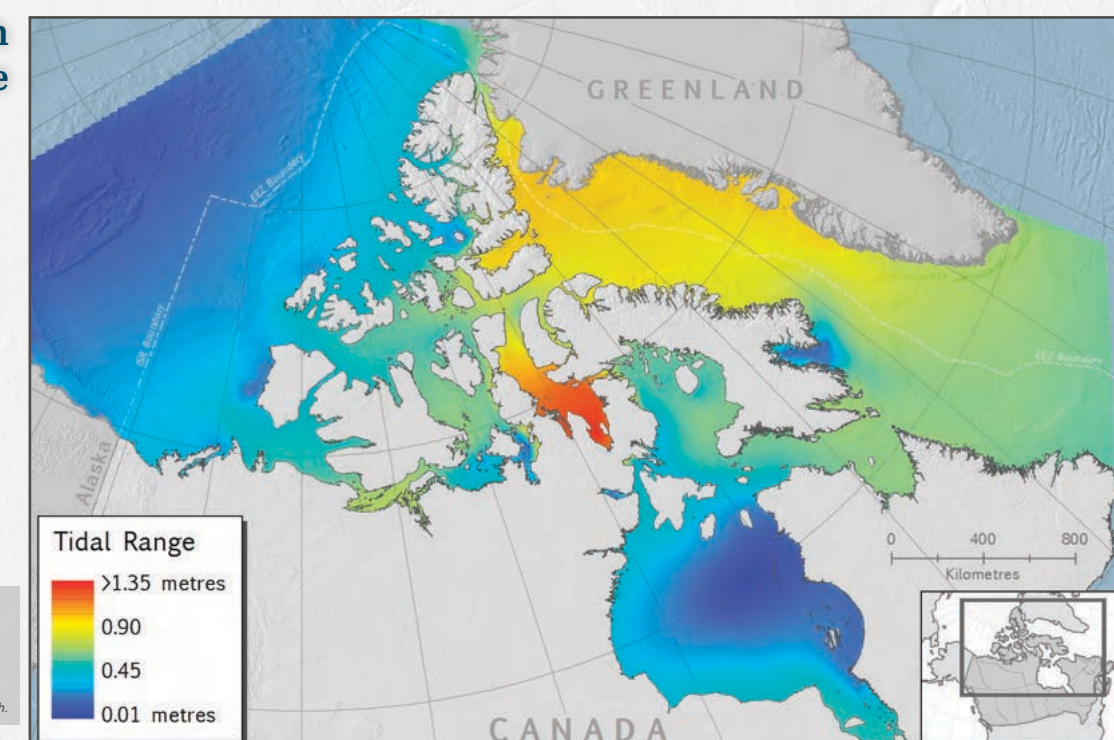 n
e
GREENLAND
EEZ Boundary
ISR Boundary
EEZ Boundary
Alaska
Tidal Range
>1.35 metres
0.90
0.45
0.01 metres
0 400 800
Kilometres
CANADA
h.